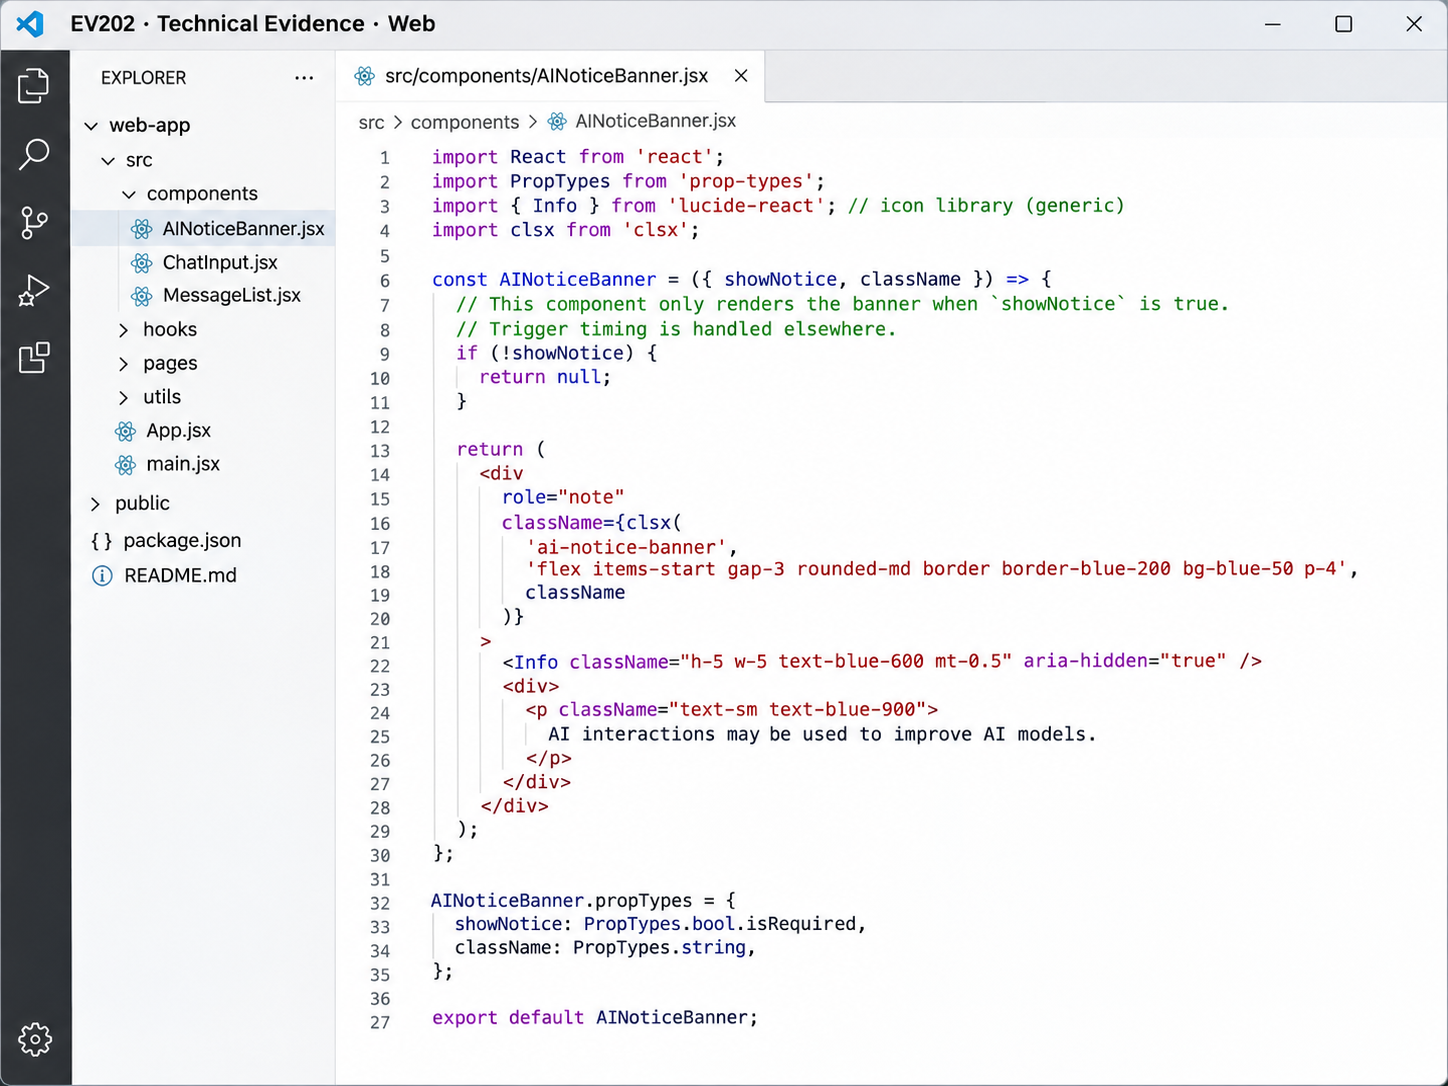 EV202 · Technical Evidence · Web
EXPLORER ···
web-app
src
components
AINoticeBanner.jsx
ChatInput.jsx
MessageList.jsx
hooks
pages
utils
App.jsx
main.jsx
public
{ } package.json
README.md
src/components/AINoticeBanner.jsx
src > components > AINoticeBanner.jsx
1 import React from 'react';
2 import PropTypes from 'prop-types';
3 import { Info } from 'lucide-react'; // icon library (generic)
4 import clsx from 'clsx';
5
6 const AINoticeBanner = ({ showNotice, className }) => {
7 // This component only renders the banner when `showNotice` is true.
8 // Trigger timing is handled elsewhere.
9 if (!showNotice) {
10 return null;
11 }
12
13 return (
14 <div
15 role="note"
16 className={clsx(
17 'ai-notice-banner',
18 'flex items-start gap-3 rounded-md border border-blue-200 bg-blue-50 p-4',
19 className
20 )}
21 >
22 <Info className="h-5 w-5 text-blue-600 mt-0.5" aria-hidden="true" />
23 <div>
24 <p className="text-sm text-blue-900">
25 AI interactions may be used to improve AI models.
26 </p>
27 </div>
28 </div>
29 );
30 };
31
32 AINoticeBanner.propTypes = {
33 showNotice: PropTypes.bool.isRequired,
34 className: PropTypes.string,
35 };
36
27 export default AINoticeBanner;